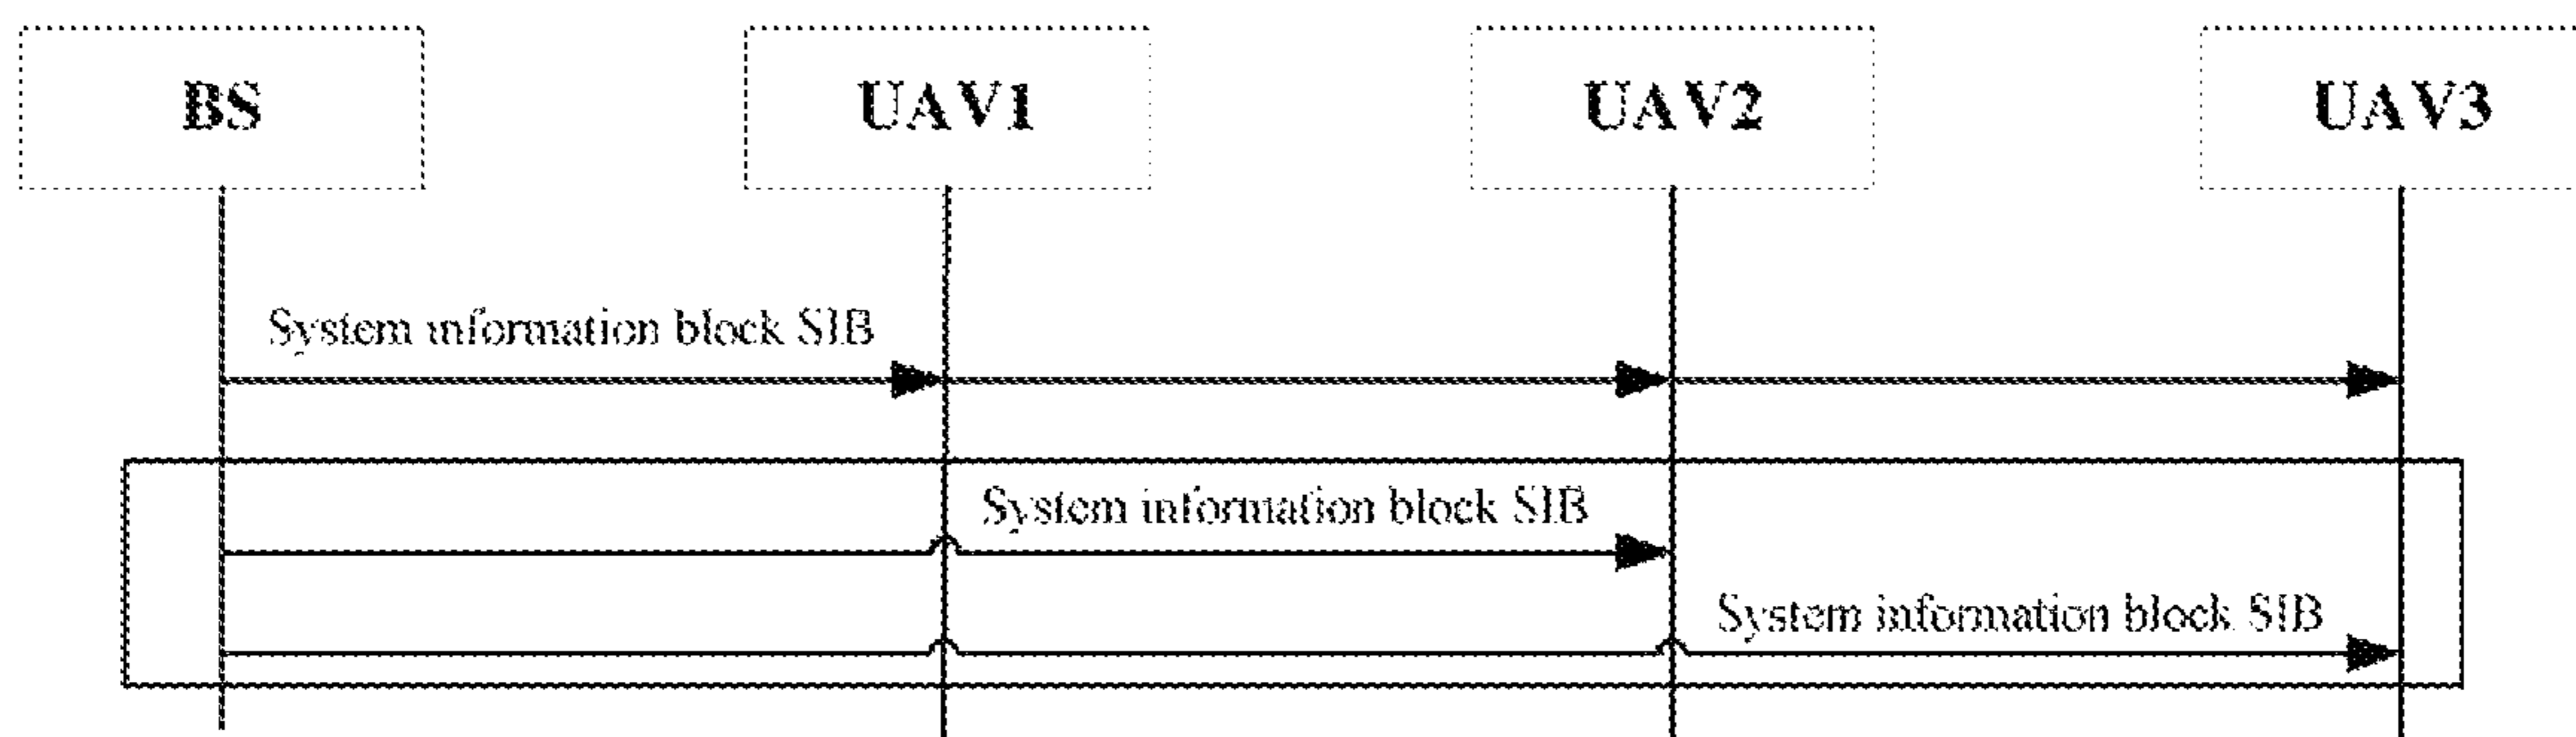 BS UAV1 UAV2 UAV3
System information block SIB
System information block SIB
System information block SIB